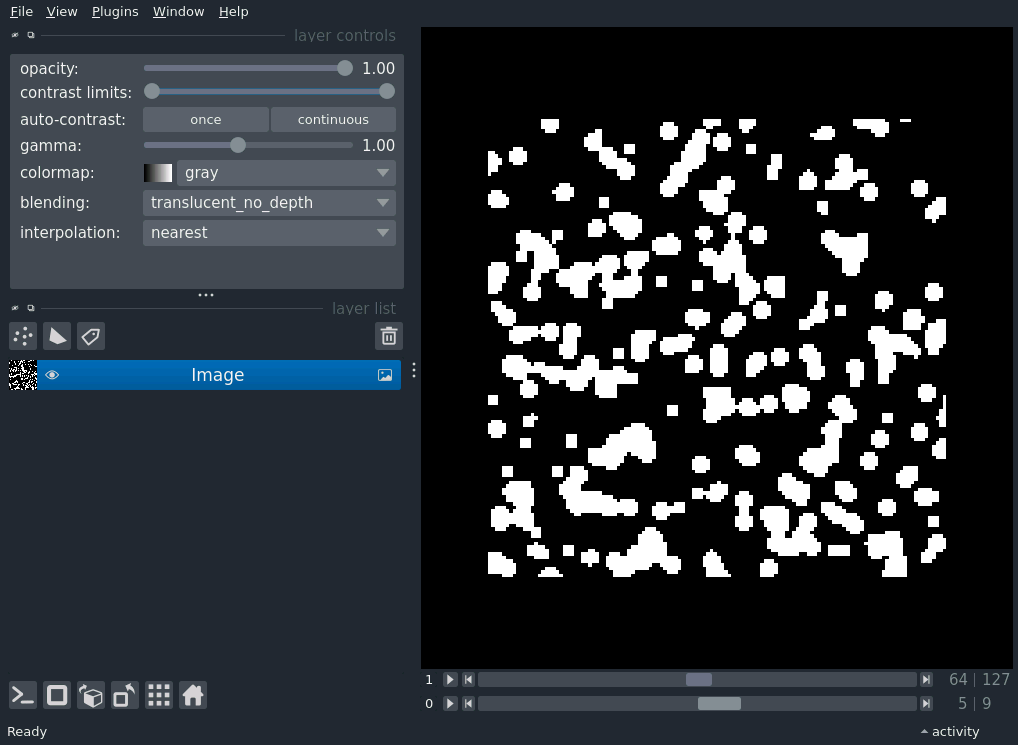 File View Plugins Window Help
layer controls
opacity: 1.00
contrast limits:
auto-contrast: once continuous
gamma: 1.00
colormap: gray
blending: translucent_no_depth
interpolation: nearest
layer list
Image
1 64 | 127
0 5 | 9
Ready activity